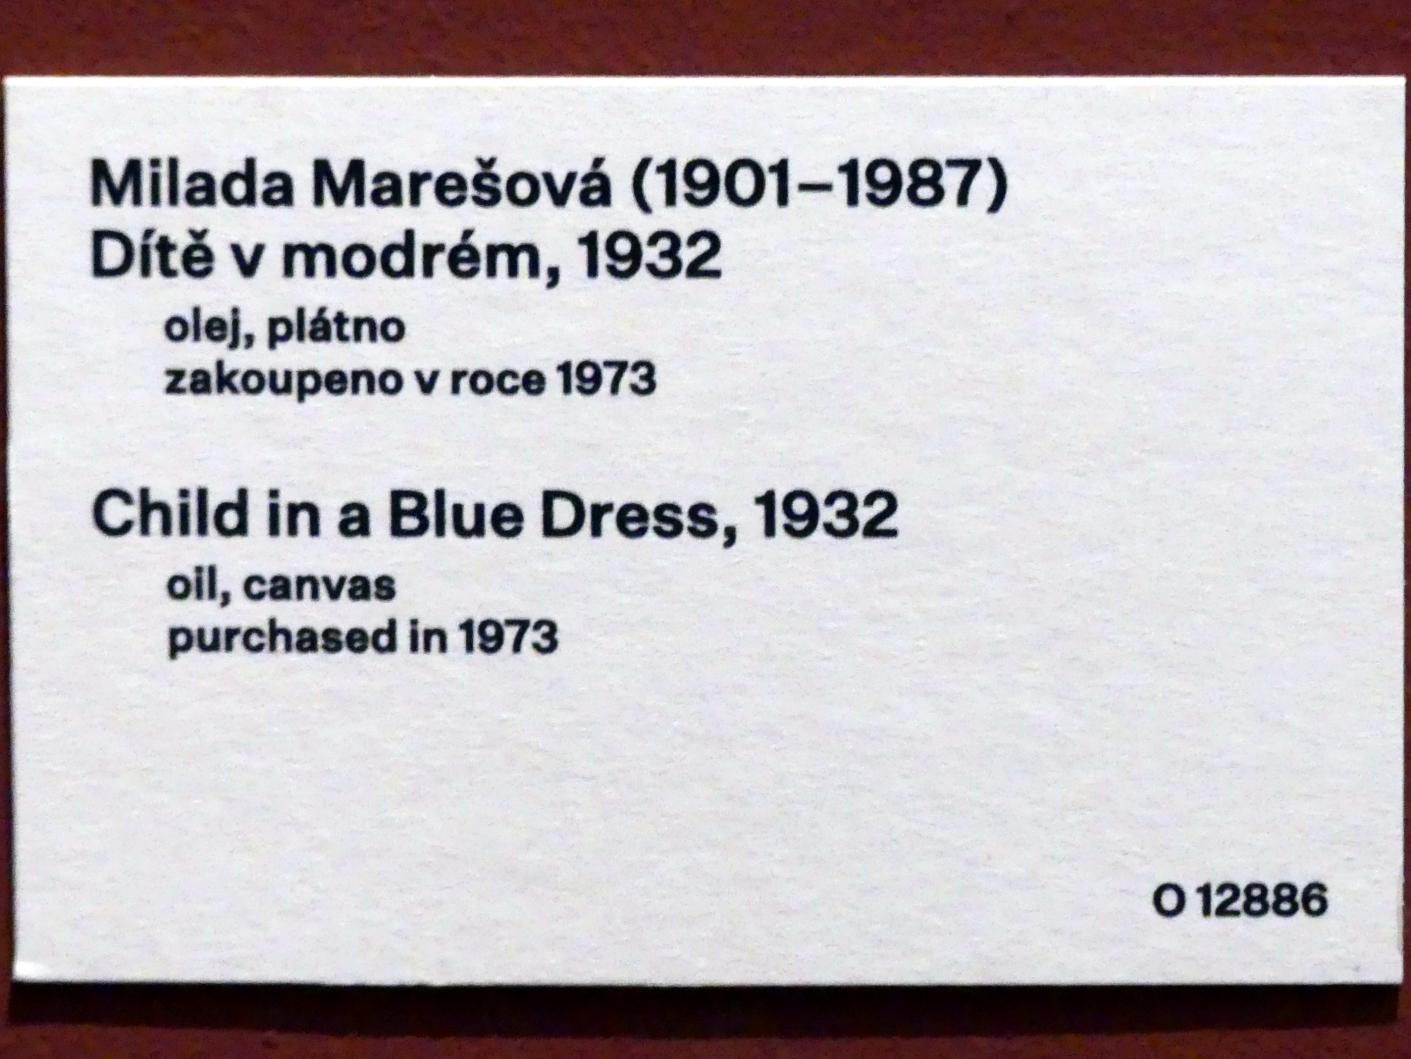 Milada Marešová (1901–1987)
Dítě v modrém, 1932
olej, plátno
zakoupeno v roce 1973
Child in a Blue Dress, 1932
oil, canvas
purchased in 1973
O 12886